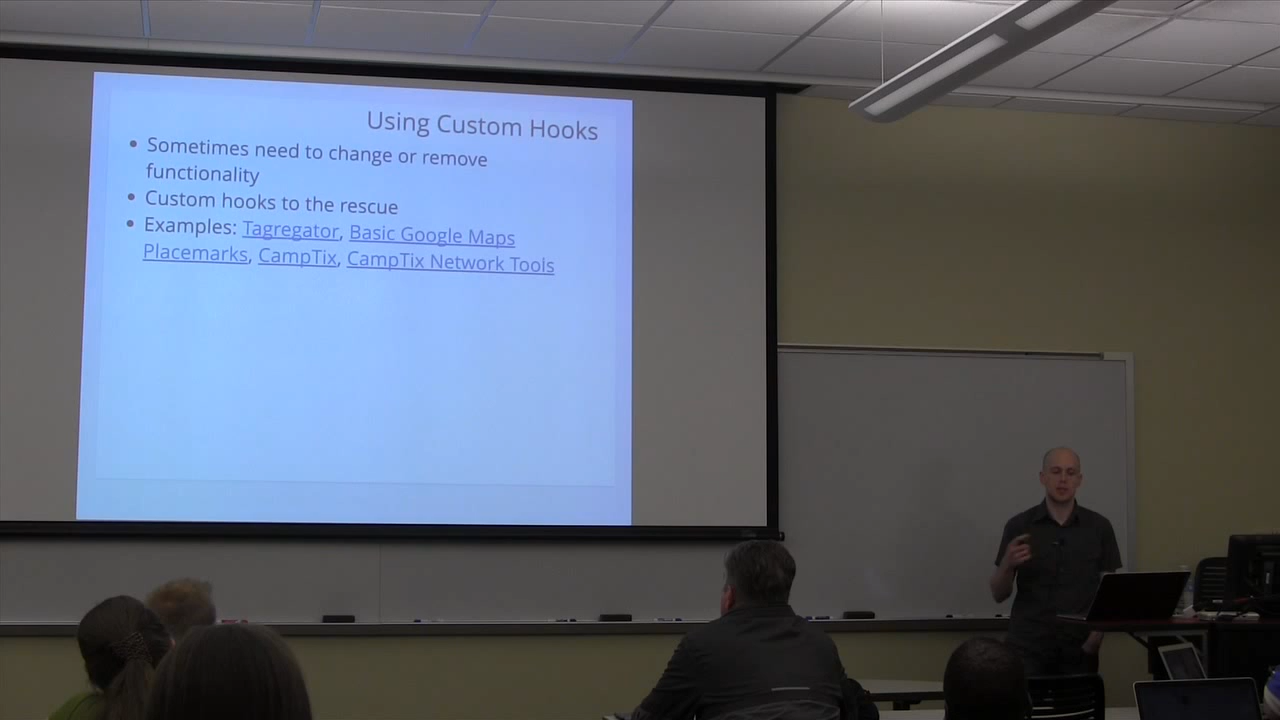 Using Custom Hooks
• Sometimes need to change or remove
functionality
• Custom hooks to the rescue
• Examples: Tagregator, Basic Google Maps
Placemarks, CampTix, CampTix Network Tools